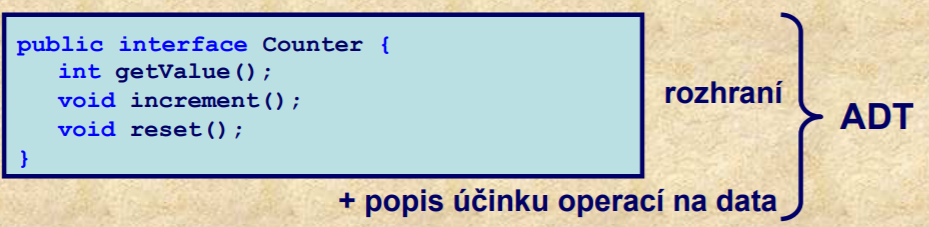 public interface Counter {
int getValue();
void increment();
void reset();
}
rozhraní
ADT
+ popis účinku operací na data